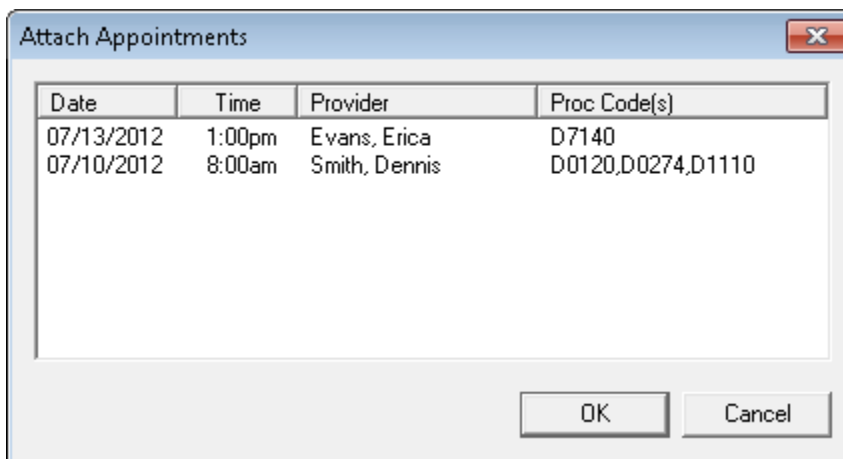 Attach Appointments
Date Time Provider Proc Code(s)
07/13/2012 1:00pm Evans, Erica D7140
07/10/2012 8:00am Smith, Dennis D0120,D0274,D1110
OK Cancel